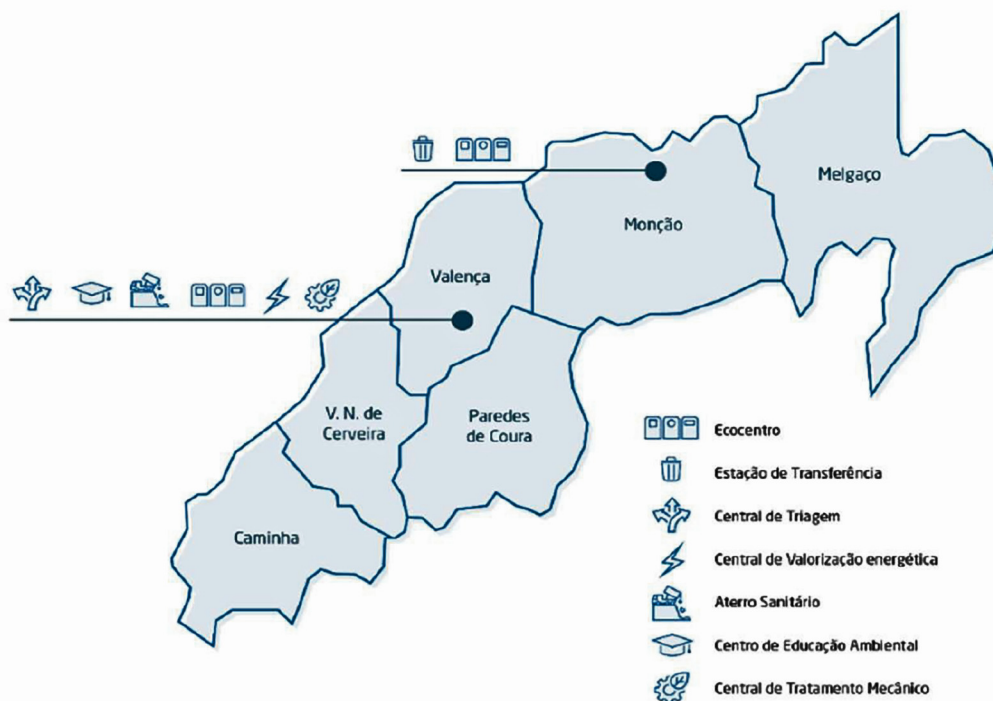 Melgaço
Monção
Valença
V. N. de
Cerveira
Paredes
de Coura
Caminha
Ecocentro
Estação de Transferência
Central de Triagem
Central de Valorização energética
Aterro Sanitário
Centro de Educação Ambiental
Central de Tratamento Mecânico